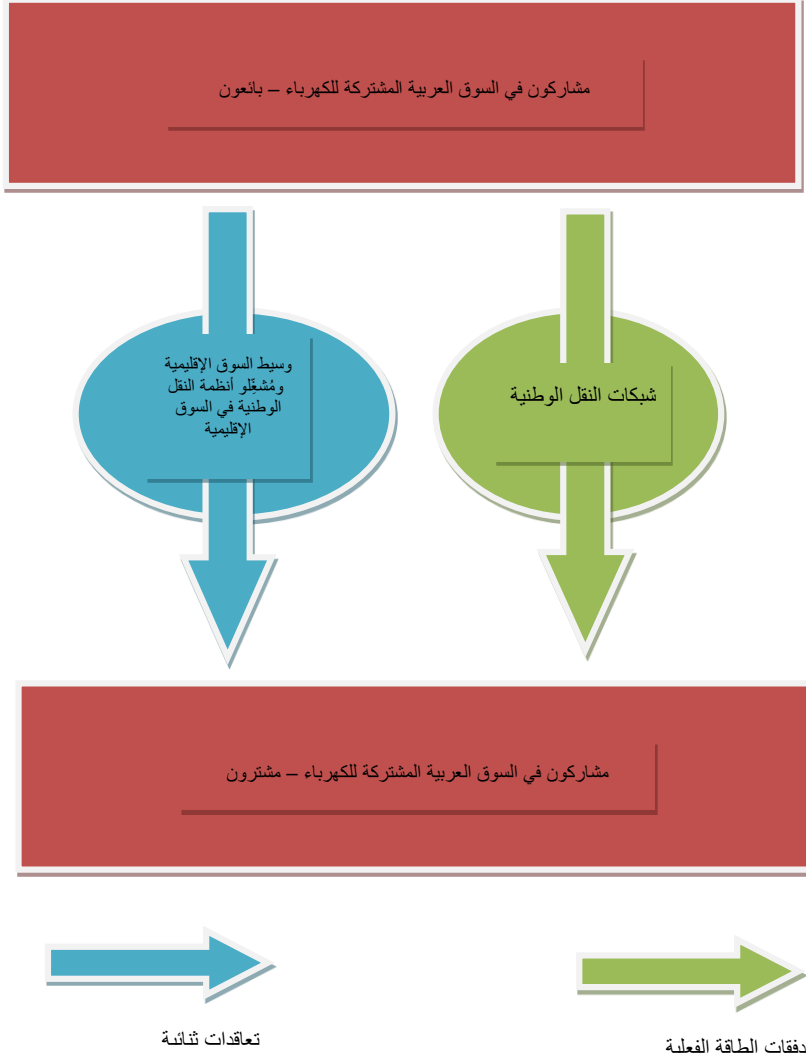 مشاركون في السوق العربية المشتركة للكهرباء – بائعون
شبكات النقل الوطنية
وسيط السوق الإقليمية
ومُشغِّلو أنظمة النقل
الوطنية في السوق
الإقليمية
مشاركون في السوق العربية المشتركة للكهرباء – مشترون
دفقات الطاقة الفعلية
تعاقدات ثنائية